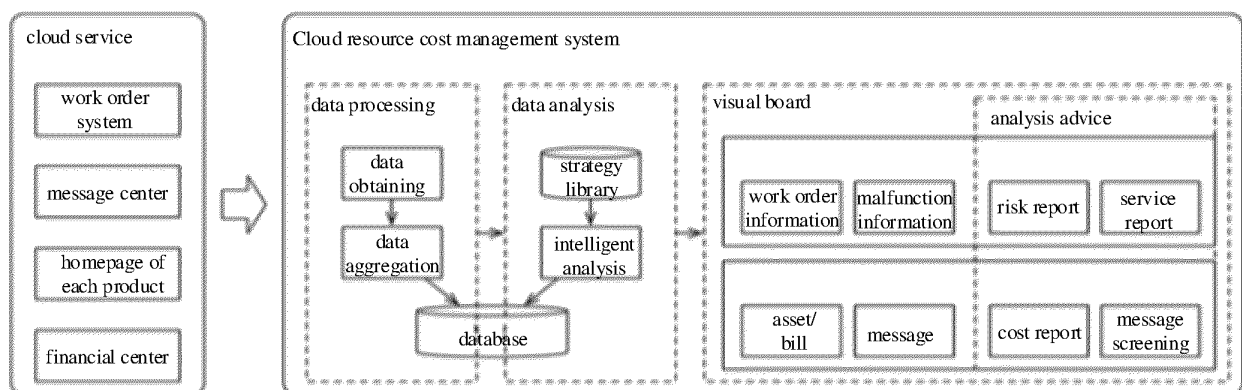 cloud service
work order
system
message center
homepage of
each product
financial center
Cloud resource cost management system
data processing
data
obtaining
data
aggregation
data analysis
strategy
library
intelligent
analysis
database
visual board
analysis advice
work order
information
malfunction
information
risk report
service
report
asset/
bill
message
cost report
message
screening